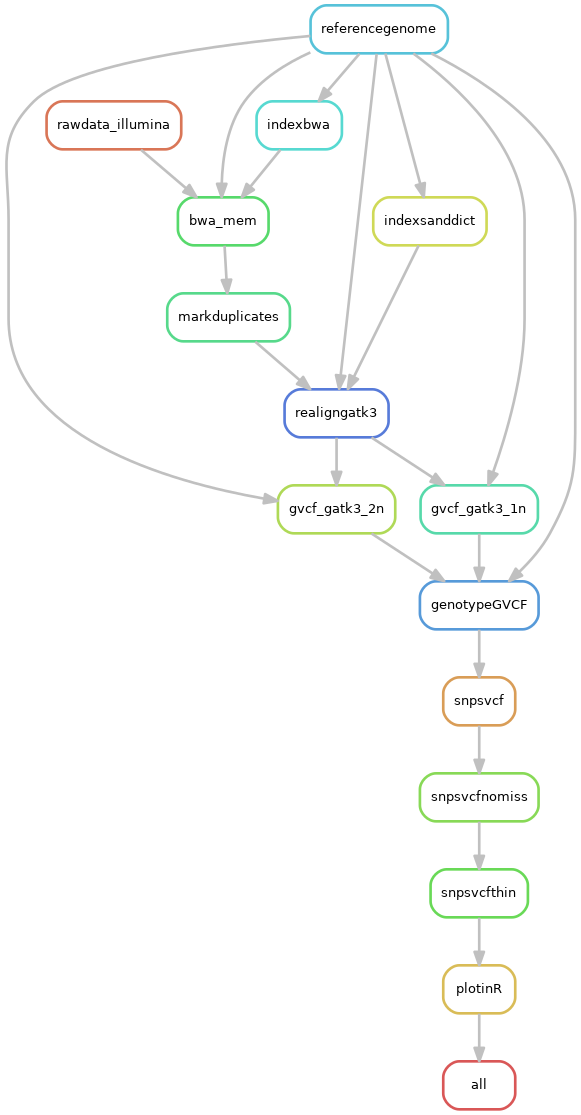 referencegenome
rawdata_illumina
indexbwa
bwa_mem
indexsanddict
markduplicates
realigngatk3
gvcf_gatk3_2n
gvcf_gatk3_1n
genotypeGVCF
snpsvcf
snpsvcfnomiss
snpsvcfthin
plotinR
all